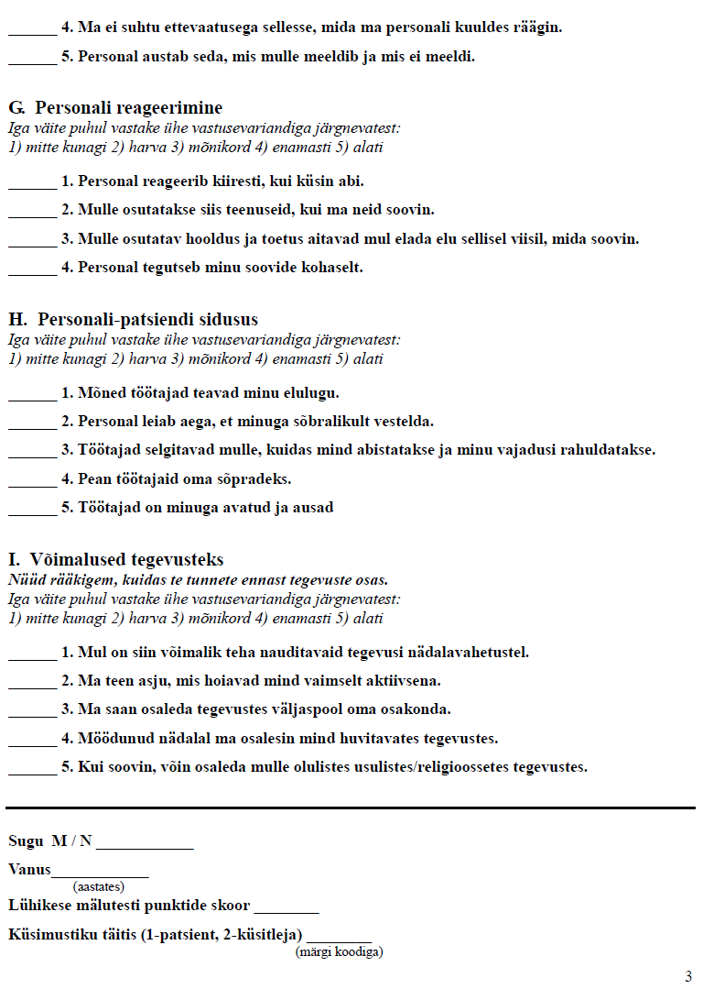 ______ 4. Ma ei suhtu ettevaatusega sellesse, mida ma personali kuuldes räägin.
______ 5. Personal austab seda, mis mulle meeldib ja mis ei meeldi.
G. Personali reageerimine
Iga väite puhul vastake ühe vastusevariandiga järgnevatest:
1) mitte kunagi 2) harva 3) mõnikord 4) enamasti 5) alati
______ 1. Personal reageerib kiiresti, kui küsin abi.
______ 2. Mulle osutatakse siis teenuseid, kui ma neid soovin.
______ 3. Mulle osutatav hooldus ja toetus aitavad mul elada elu sellisel viisil, mida soovin.
______ 4. Personal tegutseb minu soovide kohaselt.
H. Personali-patsiendi sidusus
Iga väite puhul vastake ühe vastusevariandiga järgnevatest:
1) mitte kunagi 2) harva 3) mõnikord 4) enamasti 5) alati
______ 1. Mõned töötajad teavad minu elulugu.
______ 2. Personal leiab aega, et minuga sõbralikult vestelda.
______ 3. Töötajad selgitavad mulle, kuidas mind abistatakse ja minu vajadusi rahuldatakse.
______ 4. Pean töötajaid oma sõpradeks.
______ 5. Töötajad on minuga avatud ja ausad
I. Võimalused tegevusteks
Nüüd rääkigem, kuidas te tunnete ennast tegevuste osas.
Iga väite puhul vastake ühe vastusevariandiga järgnevatest:
1) mitte kunagi 2) harva 3) mõnikord 4) enamasti 5) alati
______ 1. Mul on siin võimalik teha nauditavaid tegevusi nädalavahetustel.
______ 2. Ma teen asju, mis hoiavad mind vaimselt aktiivsena.
______ 3. Ma saan osaleda tegevustes väljaspool oma osakonda.
______ 4. Möödunud nädalal ma osalesin mind huvitavates tegevustes.
______ 5. Kui soovin, võin osaleda mulle olulistes usulistes/religioossetes tegevustes.
Sugu M / N ____________
Vanus____________
(aastates)
Lühikese mälutesti punktide skoor ________
Küsimustiku täitis (1-patsient, 2-küsitleja) ________
(märgi koodiga)
3